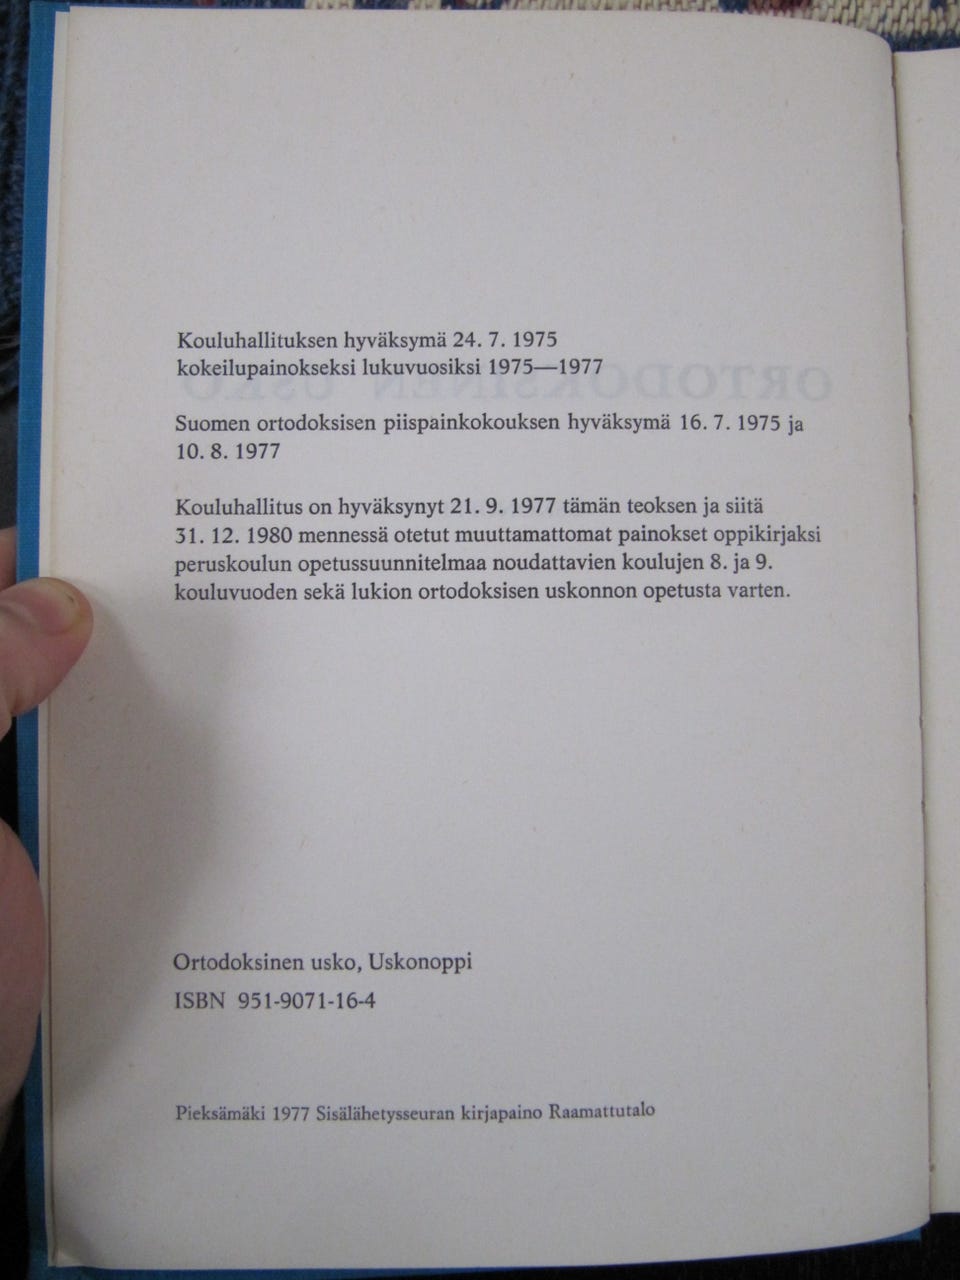 Kouluhallituksen hyväksymä 24. 7. 1975
kokeilupainokseksi lukuvuosiksi 1975—1977
ORTODOKSINEN USKO
Suomen ortodoksisen piispainkokouksen hyväksymä 16. 7. 1975 ja
10. 8. 1977
Kouluhallitus on hyväksynyt 21. 9. 1977 tämän teoksen ja siitä
31. 12. 1980 mennessä otetut muuttamattomat painokset oppikirjaksi
peruskoulun opetussuunnitelmaa noudattavien koulujen 8. ja 9.
kouluvuoden sekä lukion ortodoksisen uskonnon opetusta varten.
Ortodoksinen usko, Uskonoppi
ISBN 951-9071-16-4
Pieksämäki 1977 Sisälähetysseuran kirjapaino Raamattutalo